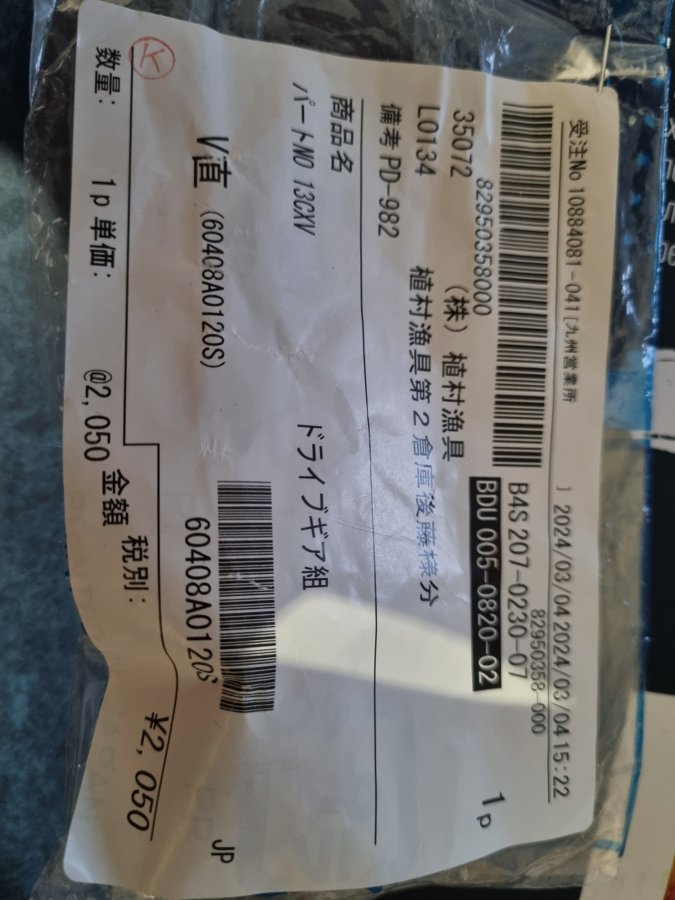 受注No 10884081-041 [九州営業所 ] 2024/03/04 2024/03/04 15:22
82950358-000
B4S 207-0230-07
82950358000
BDU 005-0820-02
1p
35072 (株) 植村漁具
L0134 植村漁具第2倉庫後藤様分
備考 PD-982
商品名
パートNO 13CXV ドライブギア組
V直 (60408A0120S)
60408A0120S
JP
K
数量: 1p 単価: @2,050 金額 税別: ¥2,050